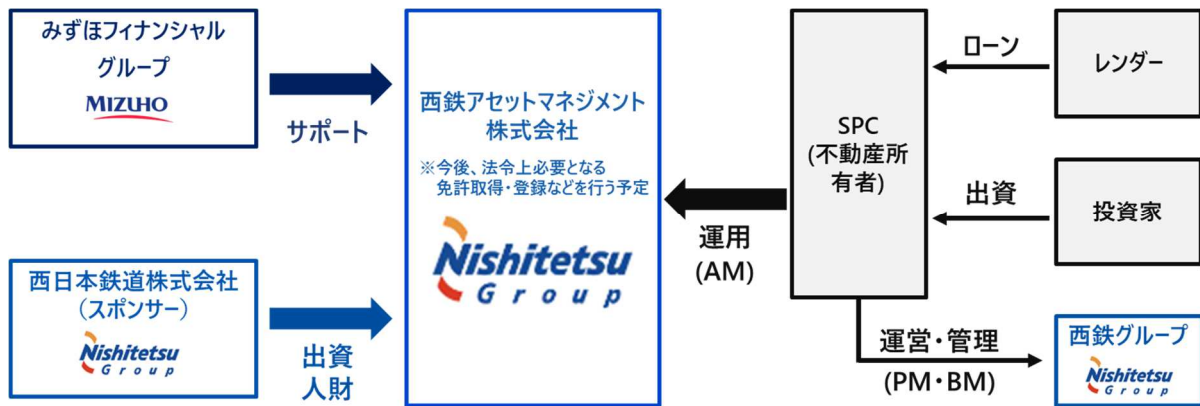 みずほフィナンシャル
グループ
MIZUHO
サポート
西日本鉄道株式会社
（スポンサー）
Nishitetsu
Group
出資
人財
西鉄アセットマネジメント
株式会社
※今後、法令上必要となる
免許取得・登録などを行う予定
Nishitetsu
Group
運用
(AM)
SPC
(不動産所
有者)
ローン
レンダー
出資
投資家
運営・管理
(PM・BM)
西鉄グループ
Nishitetsu
Group